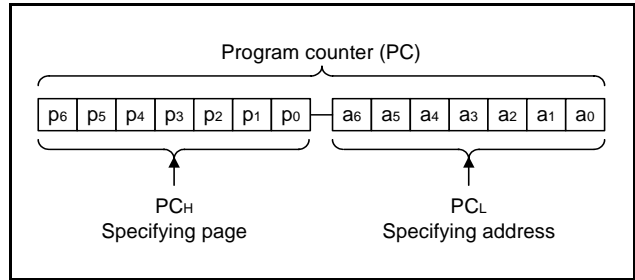 Program counter (PC)
p6 p5 p4 p3 p2 p1 p0 a6 a5 a4 a3 a2 a1 a0
PCH PCL
Specifying page Specifying address